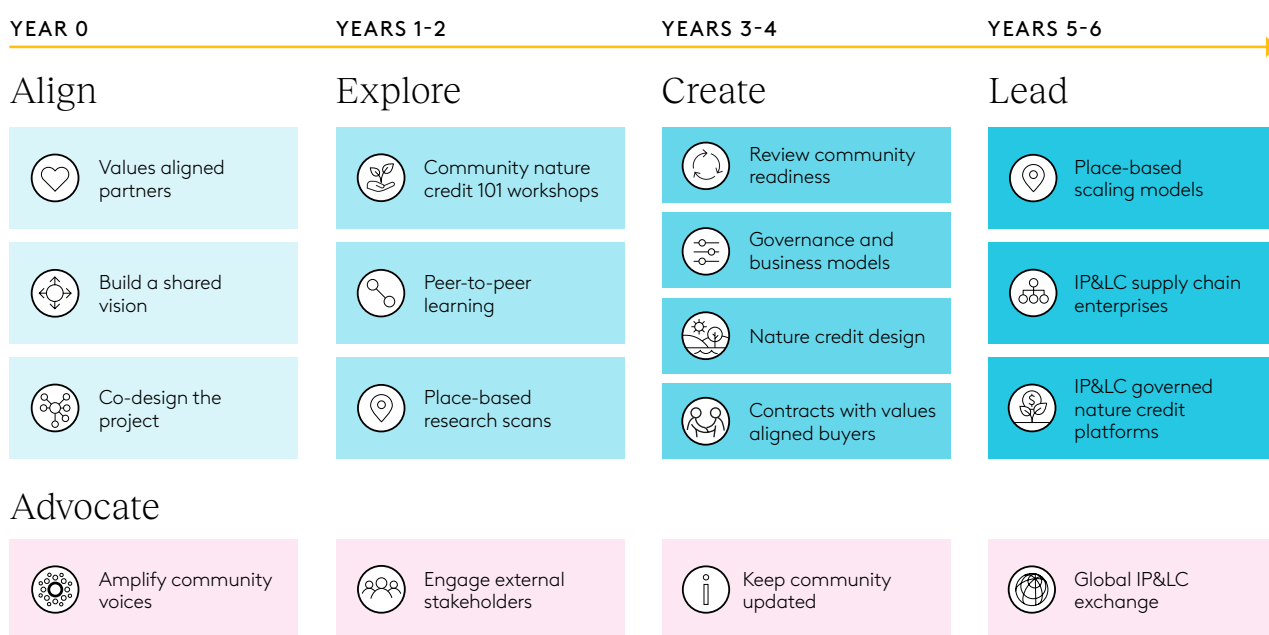 YEAR 0
YEARS 1-2
YEARS 3-4
YEARS 5-6
Align
Values aligned
partners
Build a shared
vision
Co-design the
project
Explore
Community nature
credit 101 workshops
Peer-to-peer
learning
Place-based
research scans
Create
Review community
readiness
Governance and
business models
Nature credit design
Contracts with values
aligned buyers
Lead
Place-based
scaling models
IP&LC supply chain
enterprises
$
IP&LC governed
nature credit
platforms
Advocate
Amplify community
voices
Engage external
stakeholders
i
Keep community
updated
Global IP&LC
exchange